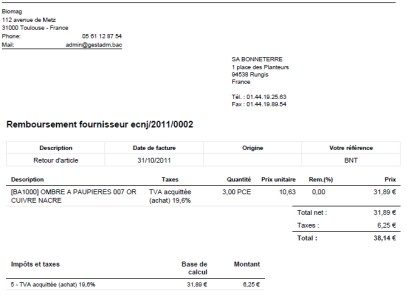 Biomag
112 avenue de Metz
31000 Toulouse - France
Phone: 05 61 12 87 54
Mail: admin@gestadm.bac
SA BONNETERRE
1 place des Planteurs
94538 Rungis
France
Tél. : 01.44.19.25.63
Fax : 01.44.19.89.54
Remboursement fournisseur ecnj/2011/0002
Description Date de facture Origine Votre référence
Retour d'article 31/10/2011 BNT
Description Taxes Quantité Prix unitaire Rem.(%) Prix
[BA1000] OMBRE A PAUPIERES 007 OR TVA acquittée 3,00 PCE 10,63 0,00 31,89 €
CUIVRE NACRE (achat) 19,6%
Total net : 31,89 €
Taxes : 6,25 €
Total : 38,14 €
Impôts et taxes Base de Montant
calcul
5 - TVA acquittée (achat) 19,6% 31,89 € 6,25 €